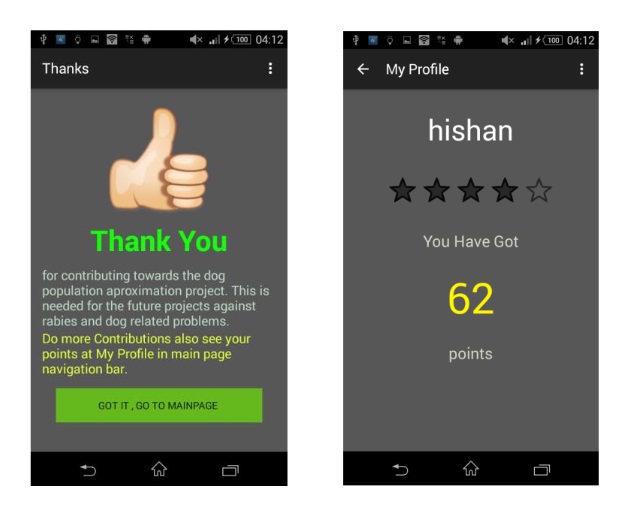 100 04:12
Thanks
Thank You
for contributing towards the dog
population aproximation project. This is
needed for the future projects against
rabies and dog related problems.
Do more Contributions also see your
points at My Profile in main page
navigation bar.
GOT IT , GO TO MAINPAGE
100 04:12
My Profile
hishan
You Have Got
62
points